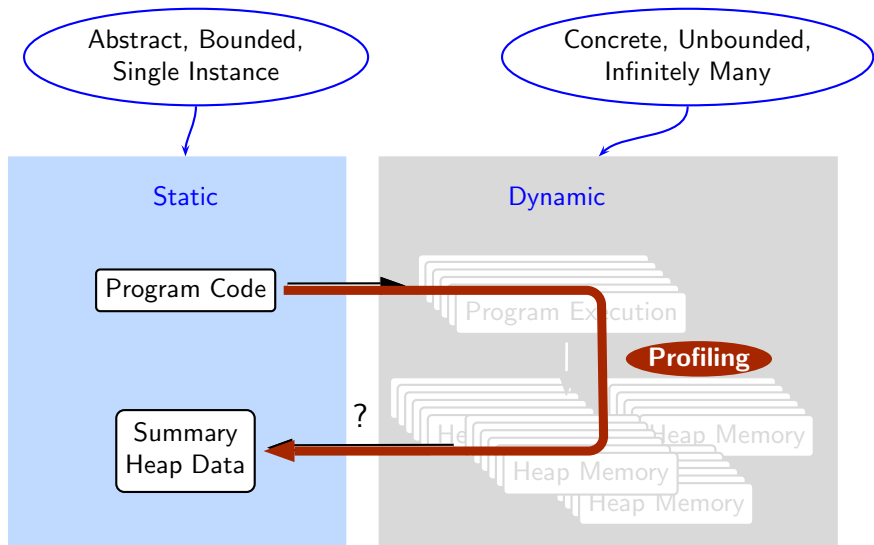 Abstract, Bounded,
Single Instance
Concrete, Unbounded,
Infinitely Many
Static
Dynamic
Program Code
Program Execution
Profiling
?
Summary
Heap Data
He
Heap Memory
Heap Memory
Heap Memory